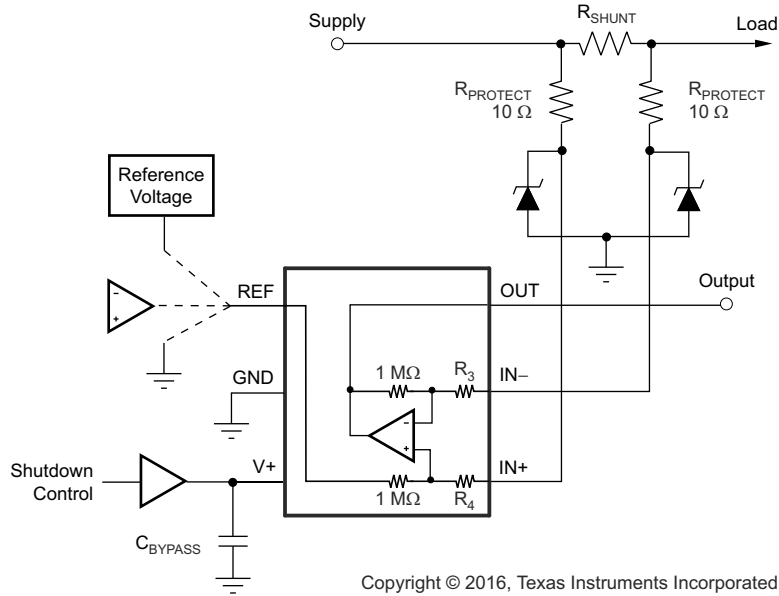 R_SHUNT
Supply
Load
R_PROTECT
10 Ω
R_PROTECT
10 Ω
Reference
Voltage
-
+
REF
OUT
Output
GND
1 MΩ
R_3
IN−
-
+
Shutdown
Control
V+
IN+
1 MΩ
R_4
C_BYPASS
Copyright © 2016, Texas Instruments Incorporated